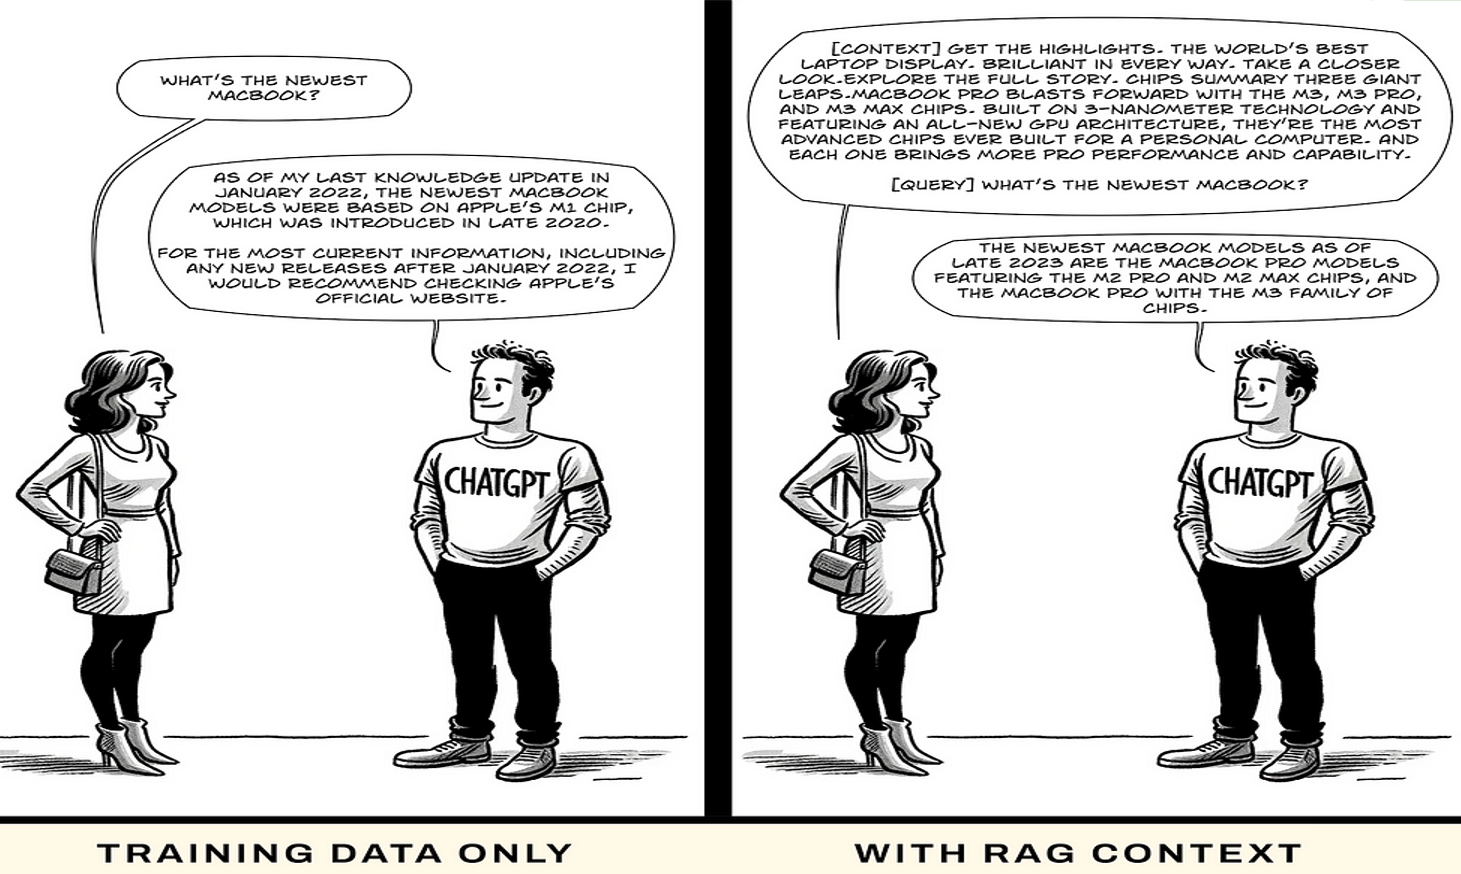 WHAT'S THE NEWEST
MACBOOK?
AS OF MY LAST KNOWLEDGE UPDATE IN
JANUARY 2022, THE NEWEST MACBOOK
MODELS WERE BASED ON APPLE'S M1 CHIP,
WHICH WAS INTRODUCED IN LATE 2020.
FOR THE MOST CURRENT INFORMATION, INCLUDING
ANY NEW RELEASES AFTER JANUARY 2022, I
WOULD RECOMMEND CHECKING APPLE'S
OFFICIAL WEBSITE.
CHATGPT
TRAINING DATA ONLY
[CONTEXT] GET THE HIGHLIGHTS. THE WORLD'S BEST
LAPTOP DISPLAY. BRILLIANT IN EVERY WAY. TAKE A CLOSER
LOOK.EXPLORE THE FULL STORY. CHIPS SUMMARY THREE GIANT
LEAPS.MACBOOK PRO BLASTS FORWARD WITH THE M3, M3 PRO,
AND M3 MAX CHIPS. BUILT ON 3-NANOMETER TECHNOLOGY AND
FEATURING AN ALL-NEW GPU ARCHITECTURE, THEY'RE THE MOST
ADVANCED CHIPS EVER BUILT FOR A PERSONAL COMPUTER. AND
EACH ONE BRINGS MORE PRO PERFORMANCE AND CAPABILITY.
[QUERY] WHAT'S THE NEWEST MACBOOK?
THE NEWEST MACBOOK MODELS AS OF
LATE 2023 ARE THE MACBOOK PRO MODELS
FEATURING THE M2 PRO AND M2 MAX CHIPS, AND
THE MACBOOK PRO WITH THE M3 FAMILY OF
CHIPS.
CHATGPT
WITH RAG CONTEXT